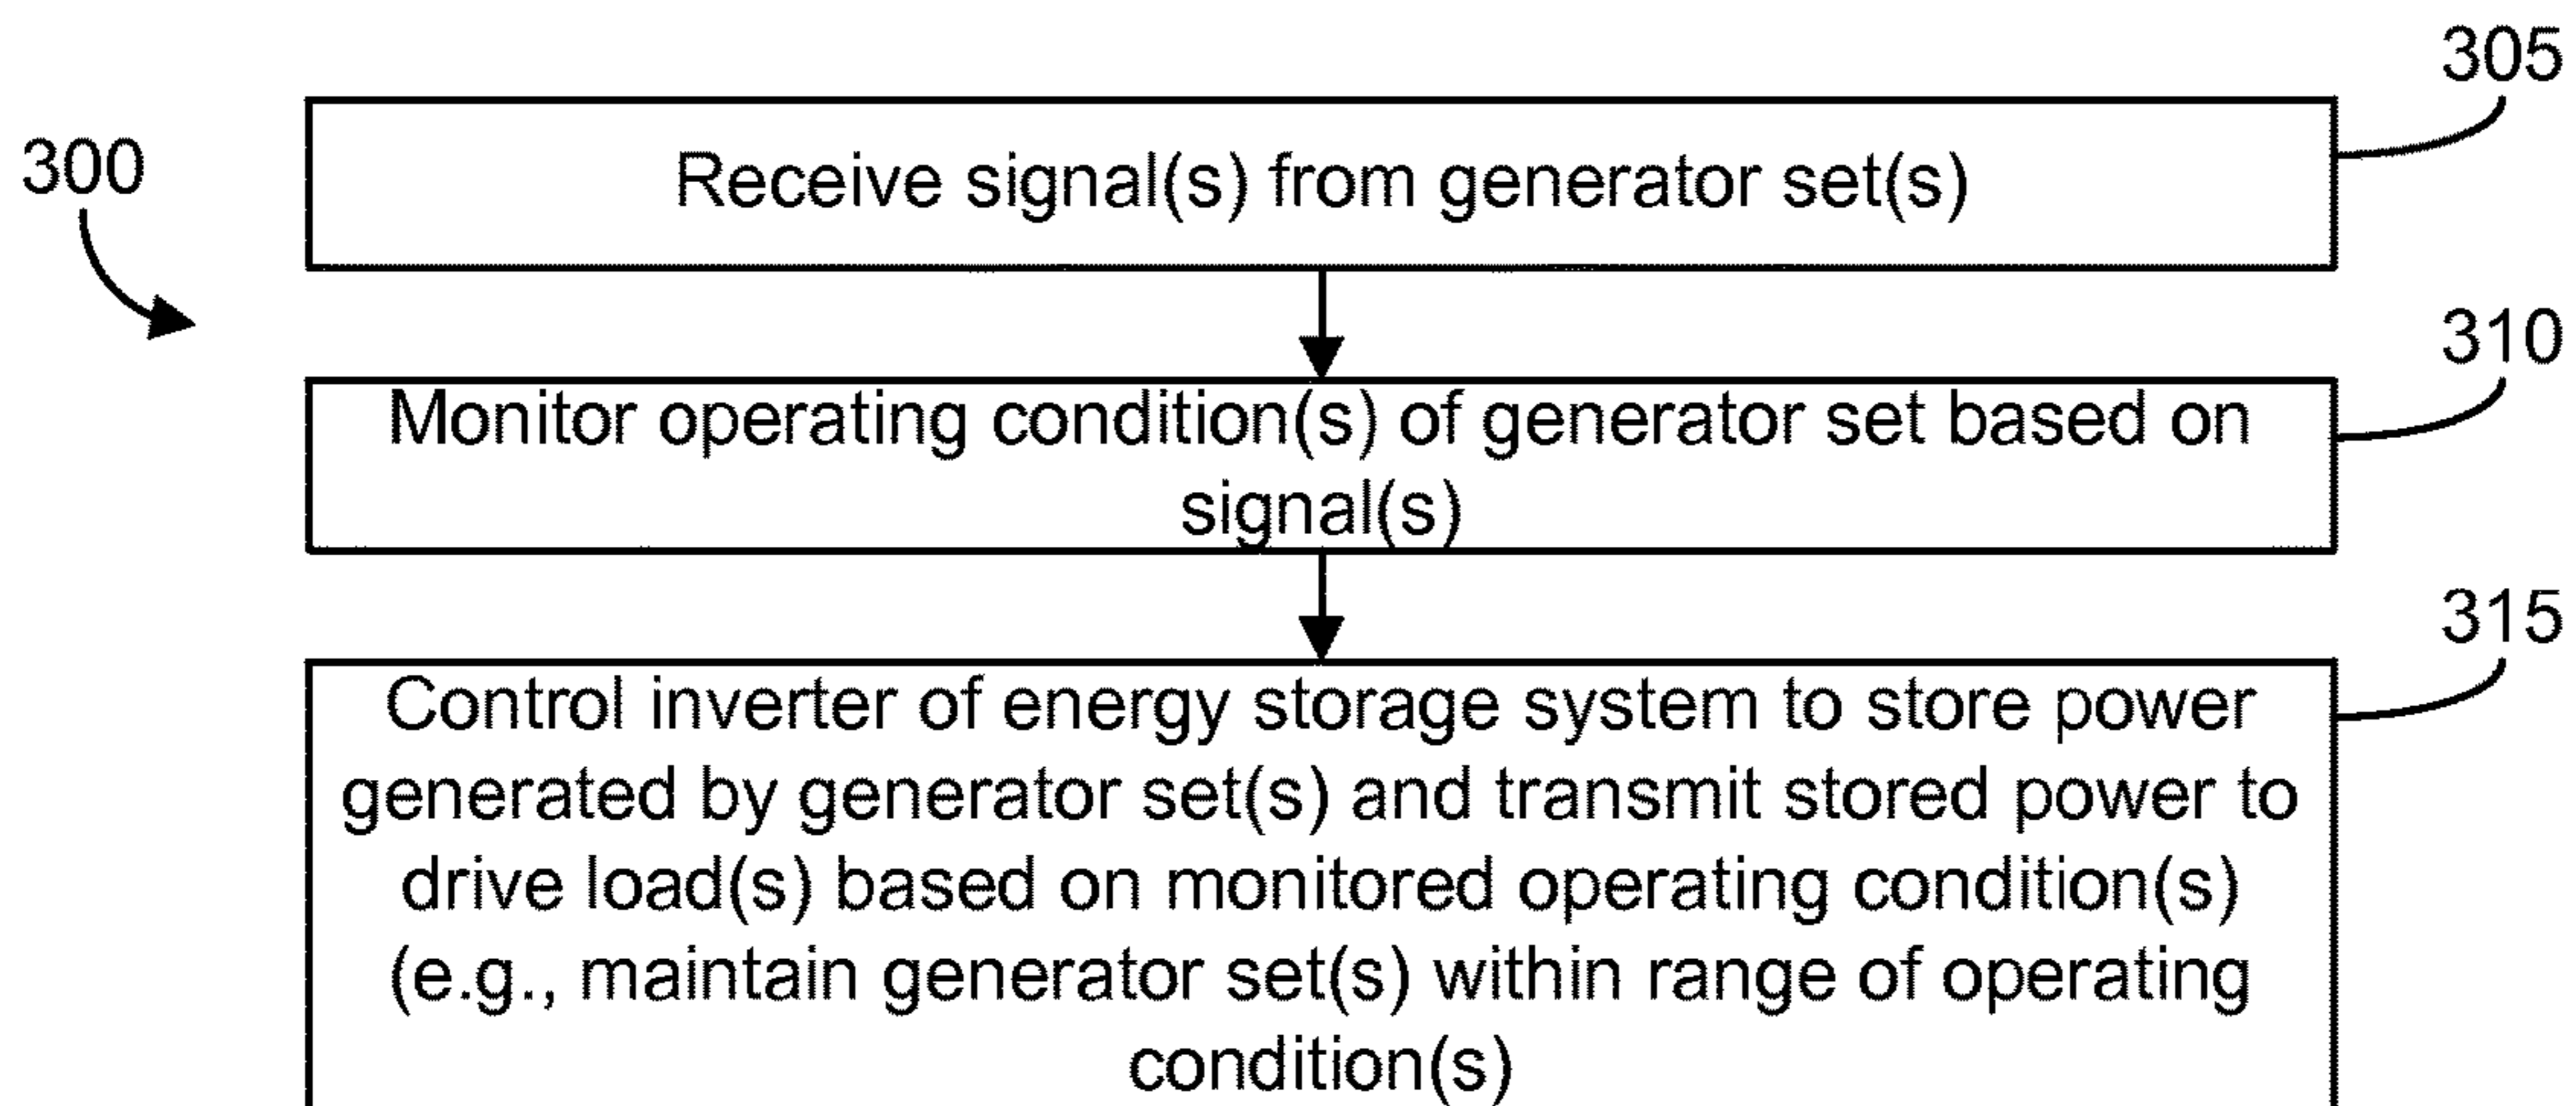 305
300
Receive signal(s) from generator set(s)
310
Monitor operating condition(s) of generator set based on
signal(s)
315
Control inverter of energy storage system to store power
generated by generator set(s) and transmit stored power to
drive load(s) based on monitored operating condition(s)
(e.g., maintain generator set(s) within range of operating
condition(s)